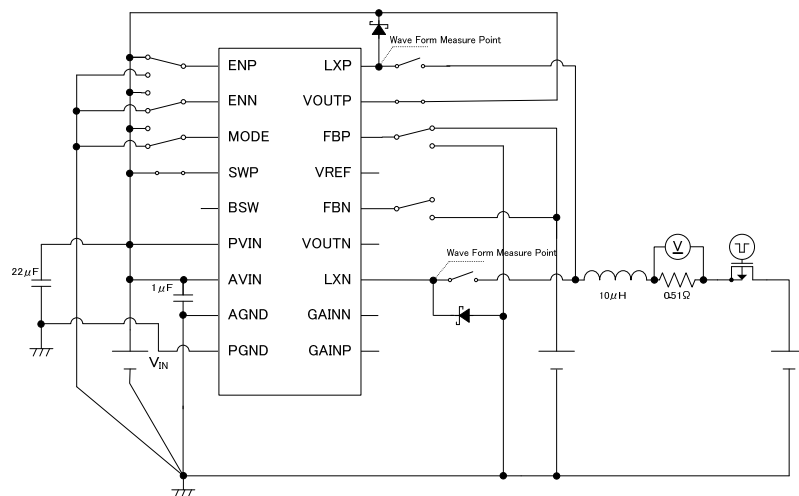 Wave Form Measure Point
ENP
LXP
ENN
VOUTP
MODE
FBP
SWP
VREF
BSW
FBN
PVIN
VOUTN
V
22μF
AVIN
LXN
Wave Form Measure Point
1μF
10μH
0.51Ω
AGND
GAINN
PGND
GAINP
VIN